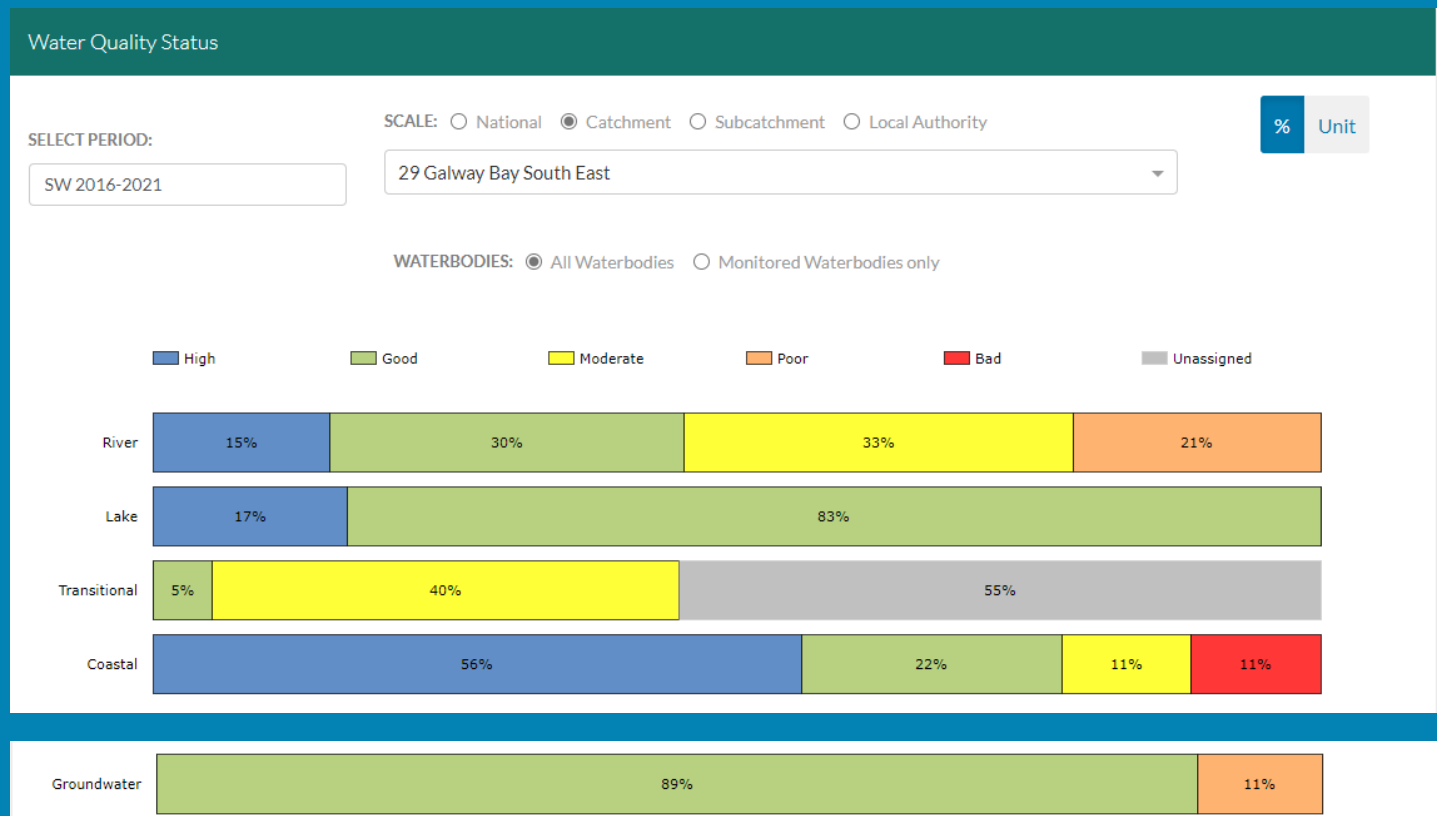 Water Quality Status
SCALE: National Catchment Subcatchment Local Authority
% Unit
SELECT PERIOD:
SW 2016-2021
29 Galway Bay South East
WATERBODIES: All Waterbodies Monitored Waterbodies only
High Good Moderate Poor Bad Unassigned
River 15% 30% 33% 21%
Lake 17% 83%
Transitional 5% 40% 55%
Coastal 56% 22% 11% 11%
Groundwater 89% 11%